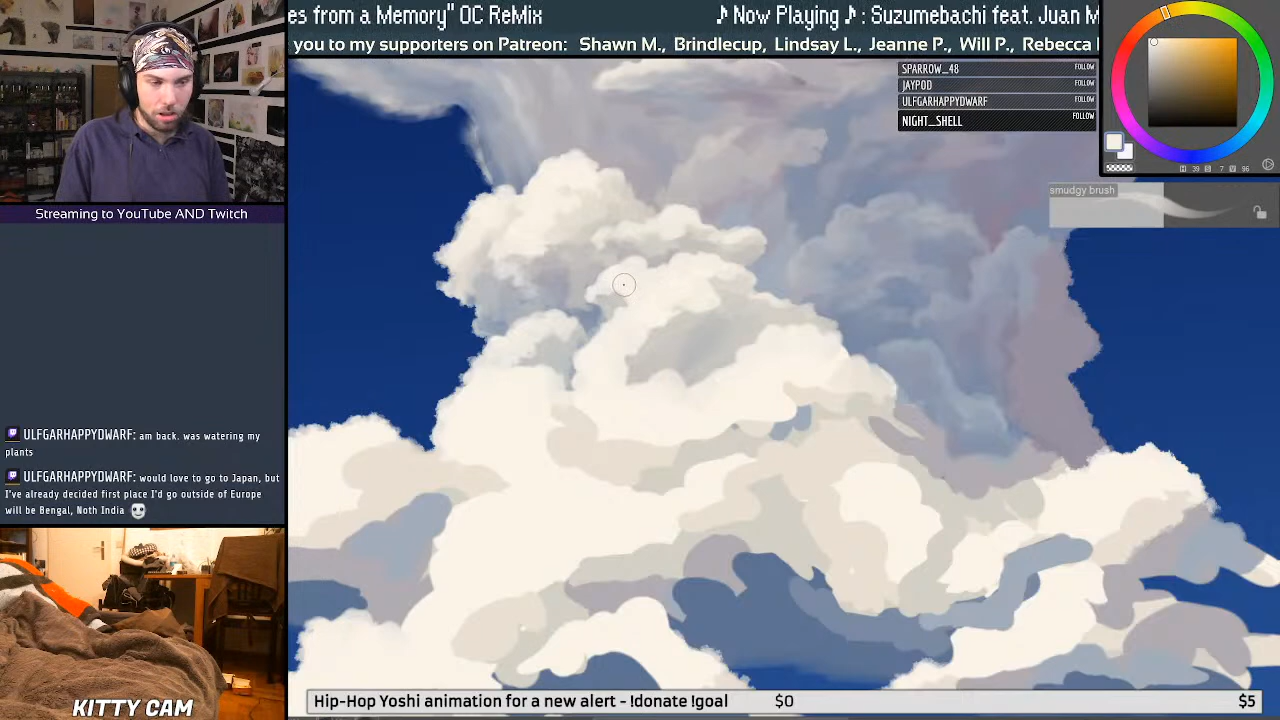 es from a Memory" OC ReMix ♪ Now Playing ♪ : Suzumebachi feat. Juan M
you to my supporters on Patreon: Shawn M., Brindlecup, Lindsay L., Jeanne P., Will P., Rebecca
SPARROW_48 FOLLOW
JAYPOD FOLLOW
ULFGARHAPPYDWARF FOLLOW
NIGHT_SHELL FOLLOW
H 39 S 7 V 96
smudgy brush
Streaming to YouTube AND Twitch
ULFGARHAPPYDWARF: am back. was watering my
plants
ULFGARHAPPYDWARF: would love to go to Japan, but
I've already decided first place I'd go outside of Europe
will be Bengal, Noth India
KITTY CAM
Hip-Hop Yoshi animation for a new alert - !donate !goal $0 $5